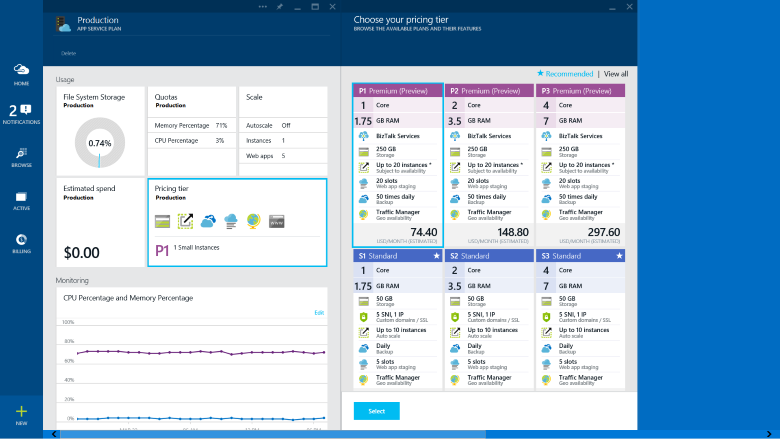 HOME
2
NOTIFICATIONS
BROWSE
ACTIVE
BILLING
NEW
Production
APP SERVICE PLAN
Delete
Usage
File System Storage
Production
0.74%
Quotas
Production
Memory Percentage 71%
CPU Percentage 3%
Scale
Autoscale Off
Instances 1
Web apps 5
Estimated spend
Production
$0.00
Pricing tier
Production
WWW
P1 1 Small Instances
Monitoring
CPU Percentage and Memory Percentage
Edit
100%
80%
60%
40%
20%
0%
Choose your pricing tier
BROWSE THE AVAILABLE PLANS AND THEIR FEATURES
★ Recommended | View all
P1 Premium (Preview)
1 Core
1.75 GB RAM
BizTalk Services
250 GB
Storage
Up to 20 instances *
Subject to availability
20 slots
Web app staging
50 times daily
Backup
Traffic Manager
Geo availability
74.40
USD/MONTH (ESTIMATED)
P2 Premium (Preview)
2 Core
3.5 GB RAM
BizTalk Services
250 GB
Storage
Up to 20 instances *
Subject to availability
20 slots
Web app staging
50 times daily
Backup
Traffic Manager
Geo availability
148.80
USD/MONTH (ESTIMATED)
P3 Premium (Preview)
4 Core
7 GB RAM
BizTalk Services
250 GB
Storage
Up to 20 instances *
Subject to availability
20 slots
Web app staging
50 times daily
Backup
Traffic Manager
Geo availability
297.60
USD/MONTH (ESTIMATED)
S1 Standard ★
1 Core
1.75 GB RAM
50 GB
Storage
5 SNI, 1 IP
Custom domains / SSL
Up to 10 instances
Auto scale
Daily
Backup
5 slots
Web app staging
Traffic Manager
Geo availability
S2 Standard ★
2 Core
3.5 GB RAM
50 GB
Storage
5 SNI, 1 IP
Custom domains / SSL
Up to 10 instances
Auto scale
Daily
Backup
5 slots
Web app staging
Traffic Manager
Geo availability
S3 Standard ★
4 Core
7 GB RAM
50 GB
Storage
5 SNI, 1 IP
Custom domains / SSL
Up to 10 instances
Auto scale
Daily
Backup
5 slots
Web app staging
Traffic Manager
Geo availability
Select